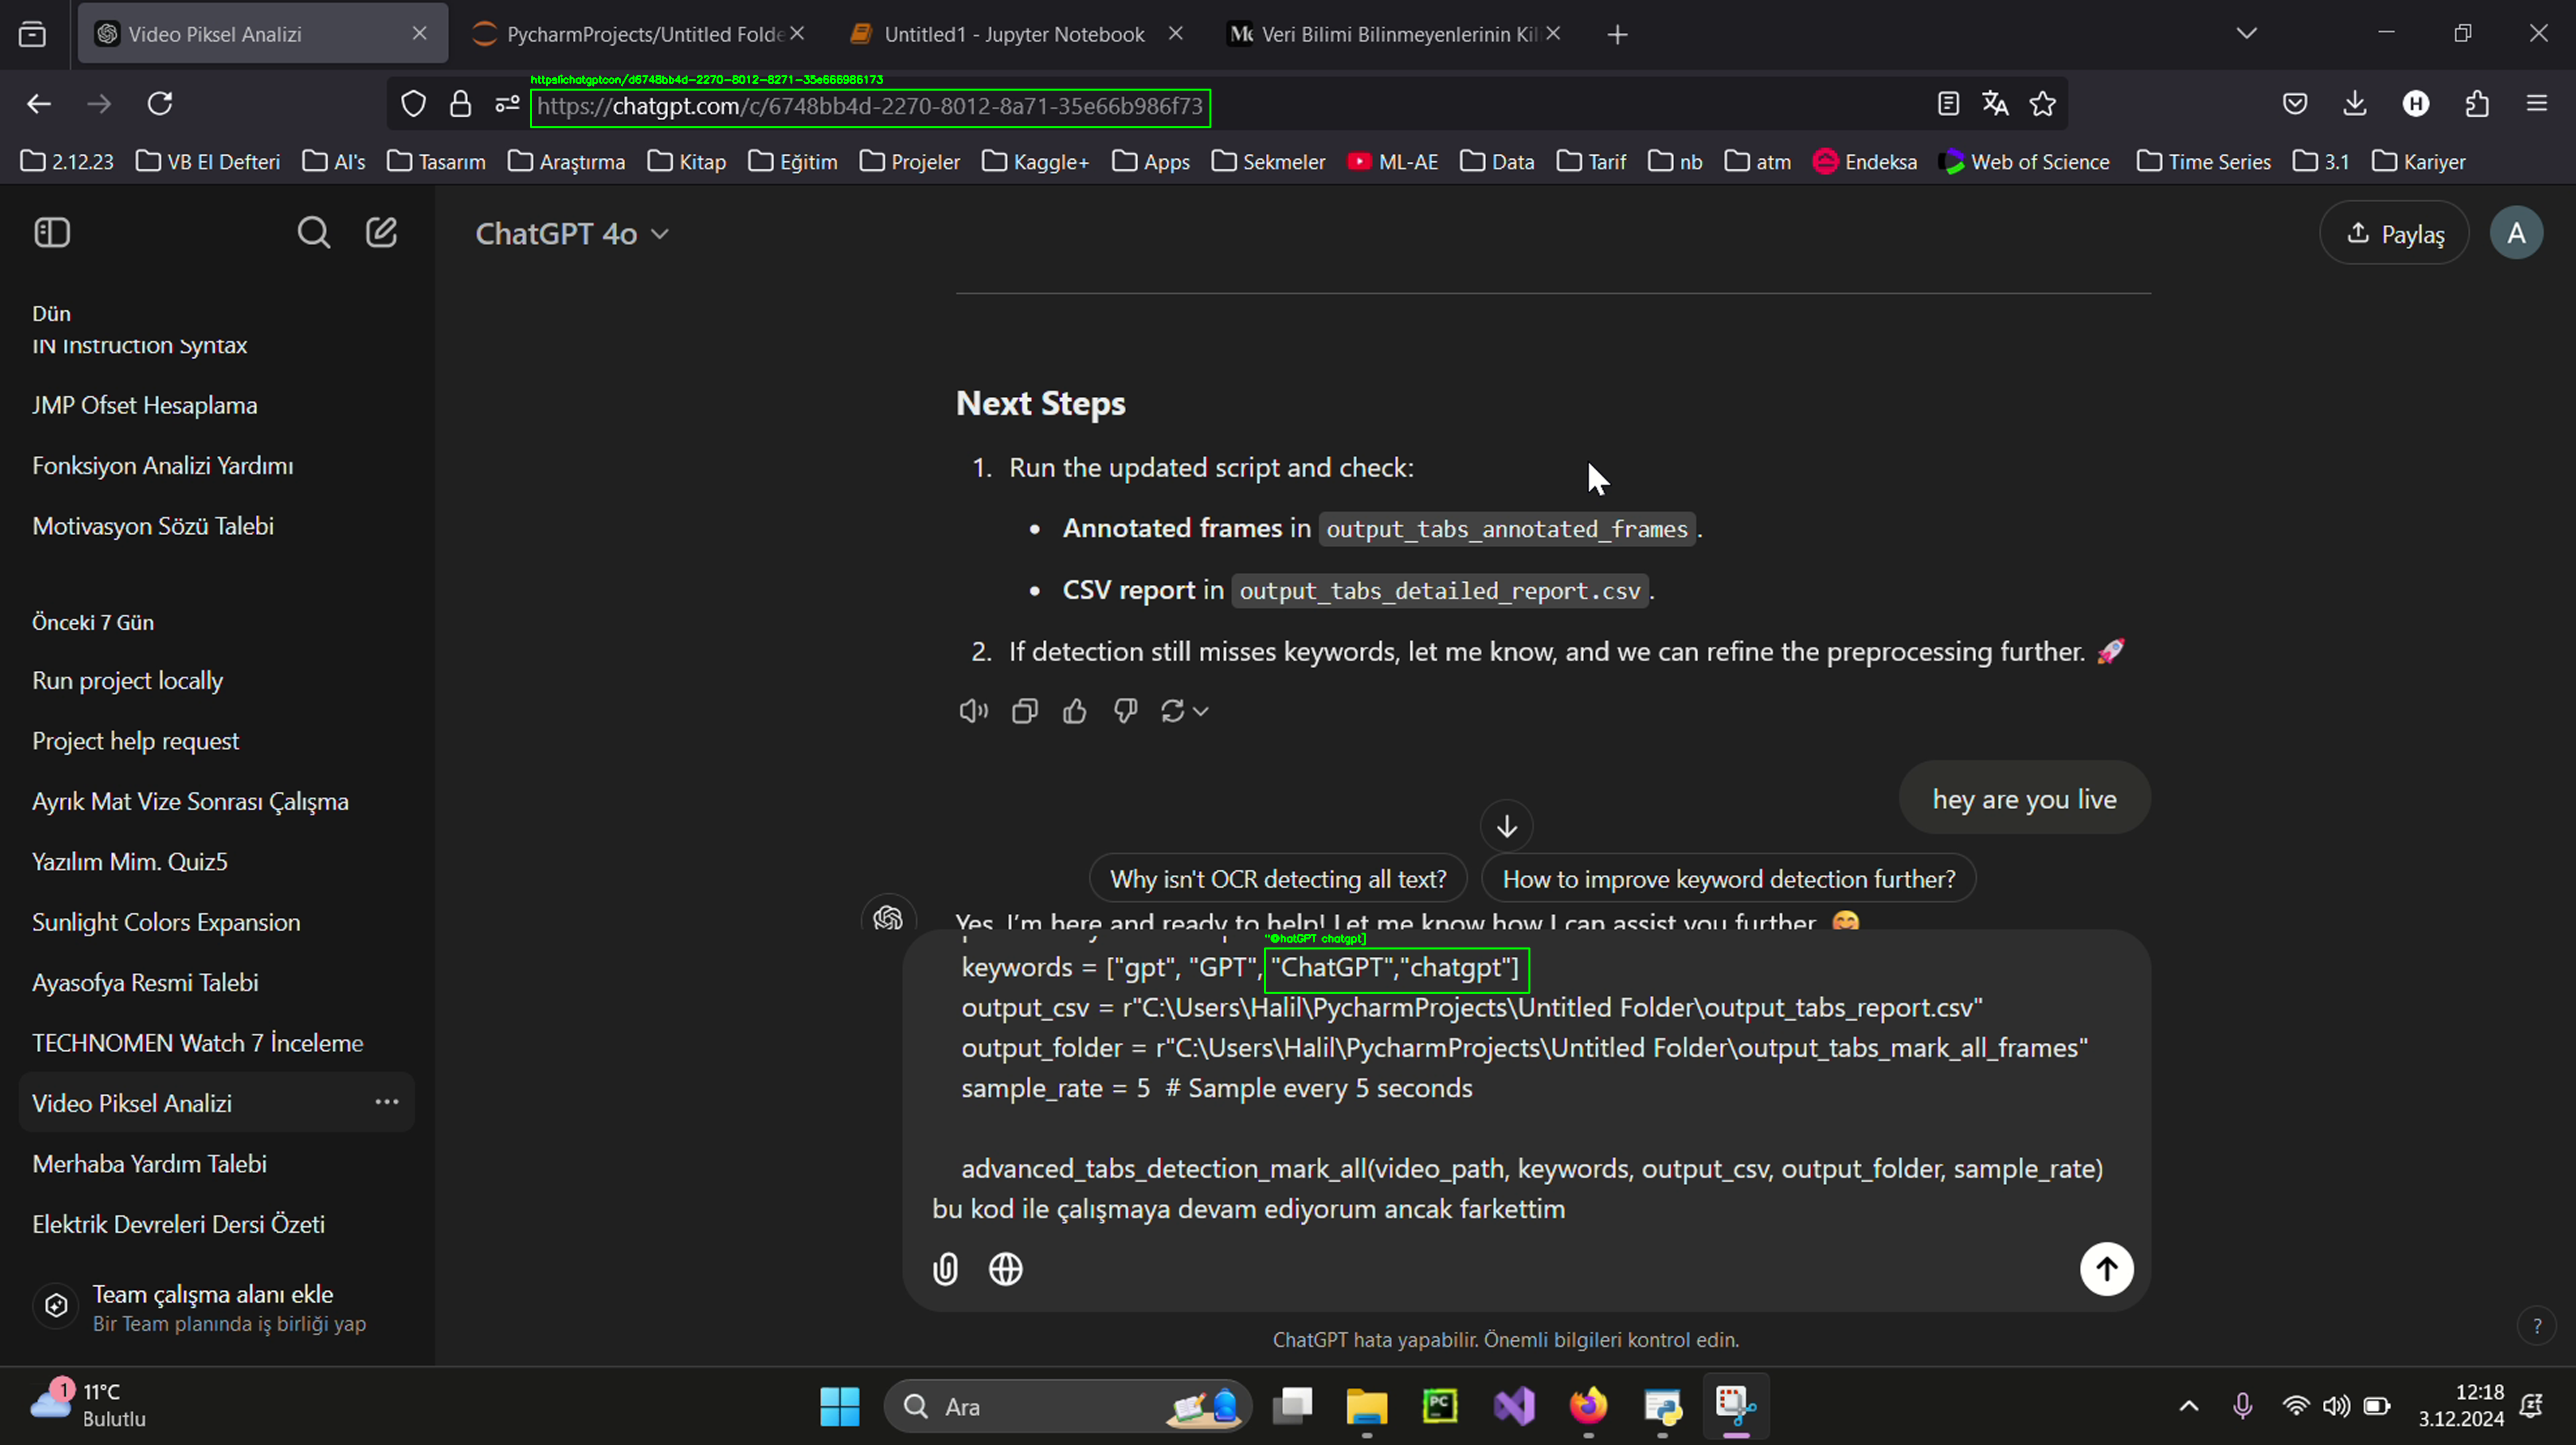 Video Piksel Analizi
PycharmProjects/Untitled Folde
Untitled1 - Jupyter Notebook
Veri Bilimi Bilinmeyenlerinin Kil
https://chatgpt.com/c/6748bb4d-2270-8012-8a71-35e66b986f73
2.12.23
VB El Defteri
AI's
Tasarım
Araştırma
Kitap
Eğitim
Projeler
Kaggle+
Apps
Sekmeler
ML-AE
Data
Tarif
nb
atm
Endeksa
Web of Science
Time Series
3.1
Kariyer
ChatGPT 4o
Paylaş
A
Dün
IN Instruction Syntax
JMP Ofset Hesaplama
Fonksiyon Analizi Yardımı
Motivasyon Sözü Talebi
Önceki 7 Gün
Run project locally
Project help request
Ayrık Mat Vize Sonrası Çalışma
Yazılım Mim. Quiz5
Sunlight Colors Expansion
Ayasofya Resmi Talebi
TECHNOMEN Watch 7 İnceleme
Video Piksel Analizi
Merhaba Yardım Talebi
Elektrik Devreleri Dersi Özeti
Team çalışma alanı ekle
Bir Team planında iş birliği yap
Next Steps
1. Run the updated script and check:
• Annotated frames in output_tabs_annotated_frames.
• CSV report in output_tabs_detailed_report.csv.
2. If detection still misses keywords, let me know, and we can refine the preprocessing further. 🚀
hey are you live
Why isn't OCR detecting all text?
How to improve keyword detection further?
Yes, I'm here and ready to help! Let me know how I can assist you further. 😊
"@hatGPT chatgpt]
keywords = ["gpt", "GPT", "ChatGPT","chatgpt"]
output_csv = r"C:\Users\Halil\PycharmProjects\Untitled Folder\output_tabs_report.csv"
output_folder = r"C:\Users\Halil\PycharmProjects\Untitled Folder\output_tabs_mark_all_frames"
sample_rate = 5 # Sample every 5 seconds
advanced_tabs_detection_mark_all(video_path, keywords, output_csv, output_folder, sample_rate)
bu kod ile çalışmaya devam ediyorum ancak farkettim
ChatGPT hata yapabilir. Önemli bilgileri kontrol edin.
?
1
11°C
Bulutlu
Ara
PC
12:18
3.12.2024